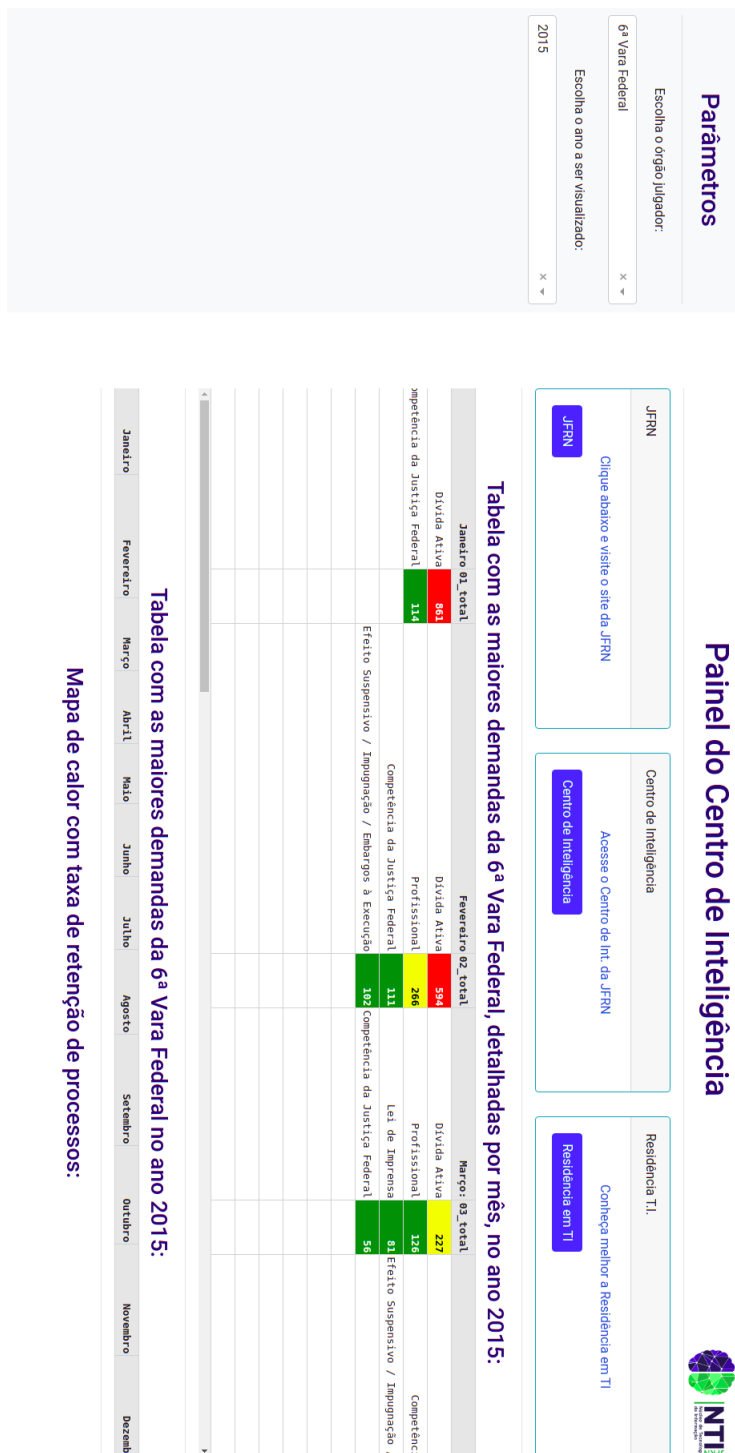 Parâmetros
Escolha o órgão julgador:
6ª Vara Federal
Escolha o ano a ser visualizado:
2015
Painel do Centro de Inteligência
NTI
JFRN
Clique abaixo e visite o site da JFRN
JFRN
Centro de Inteligência
Acesse o Centro de Int. da JFRN
Centro de Inteligência
Residência T.I.
Conheça melhor a Residência em TI
Residência em TI
Tabela com as maiores demandas da 6ª Vara Federal, detalhadas por mês, no ano 2015:
Janeiro 01_total Fevereiro 02_total Março: 03_total
Dívida Ativa 861 Dívida Ativa 594 Dívida Ativa 227
ompetência da Justiça Federal 114 Profissional 266 Profissional 126 Competênc
Competência da Justiça Federal 111 Lei de Imprensa 81 Efeito Suspensivo / Impugnação
Efeito Suspensivo / Impugnação / Embargos à Execução 102 Competência da Justiça Federal 56
Tabela com as maiores demandas da 6ª Vara Federal no ano 2015:
Janeiro Fevereiro Março Abril Maio Junho Julho Agosto Setembro Outubro Novembro Dezemb
Mapa de calor com taxa de retenção de processos: